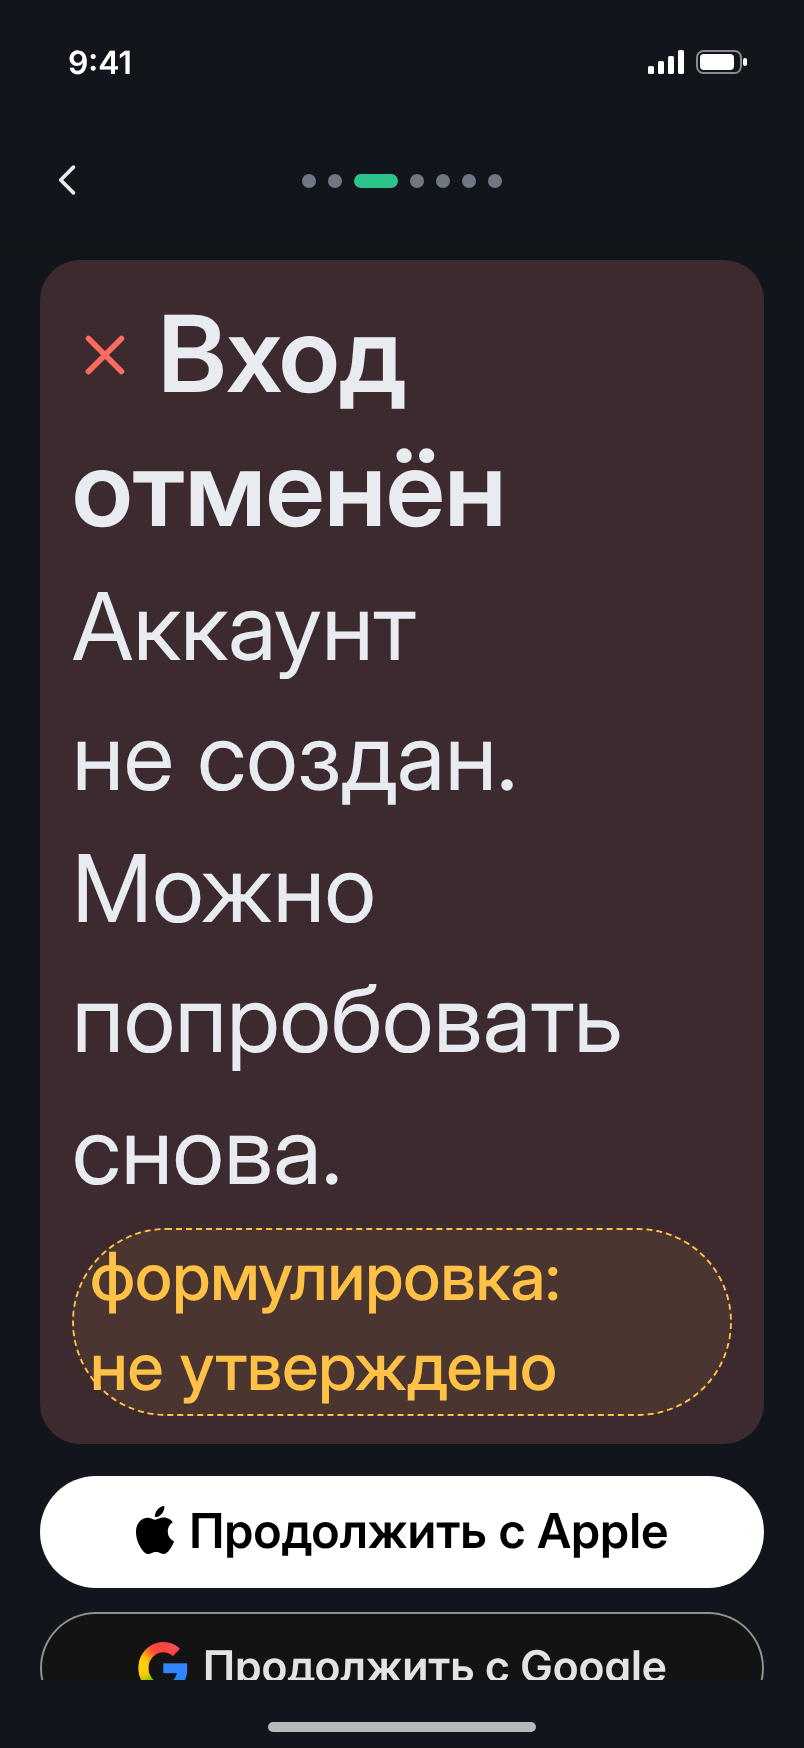 9:41
Вход
отменён
Аккаунт
не создан.
Можно
попробовать
снова.
формулировка:
не утверждено
Продолжить с Apple
Продолжить с Google